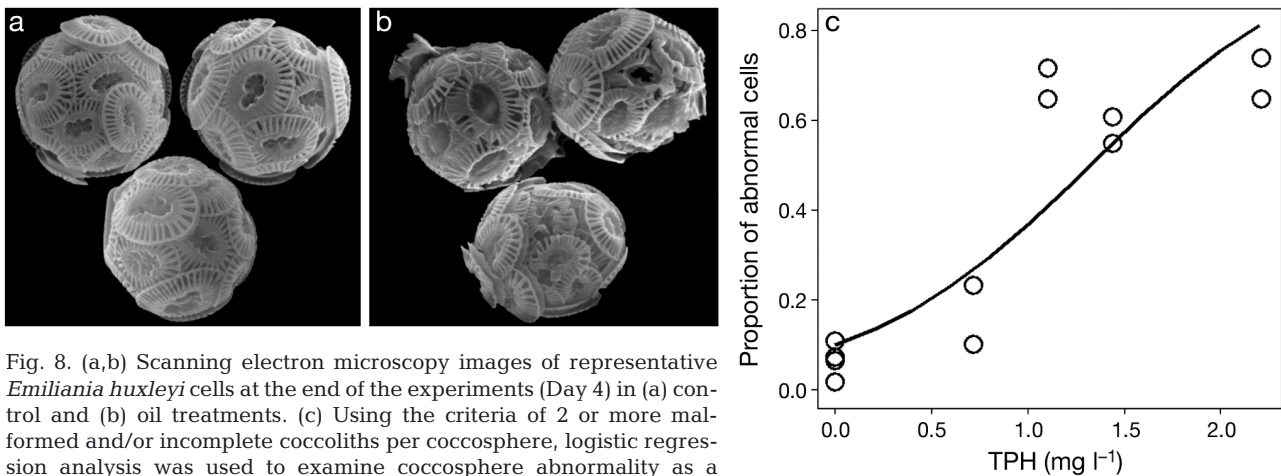 a
b
c
0.8
0.6
0.4
0.2
0.0
Proportion of abnormal cells
0.0 0.5 1.0 1.5 2.0
TPH (mg l⁻¹)
Fig. 8. (a,b) Scanning electron microscopy images of representative
Emiliania huxleyi cells at the end of the experiments (Day 4) in (a) con-
trol and (b) oil treatments. (c) Using the criteria of 2 or more mal-
formed and/or incomplete coccoliths per coccosphere, logistic regres-
sion analysis was used to examine coccosphere abnormality as a